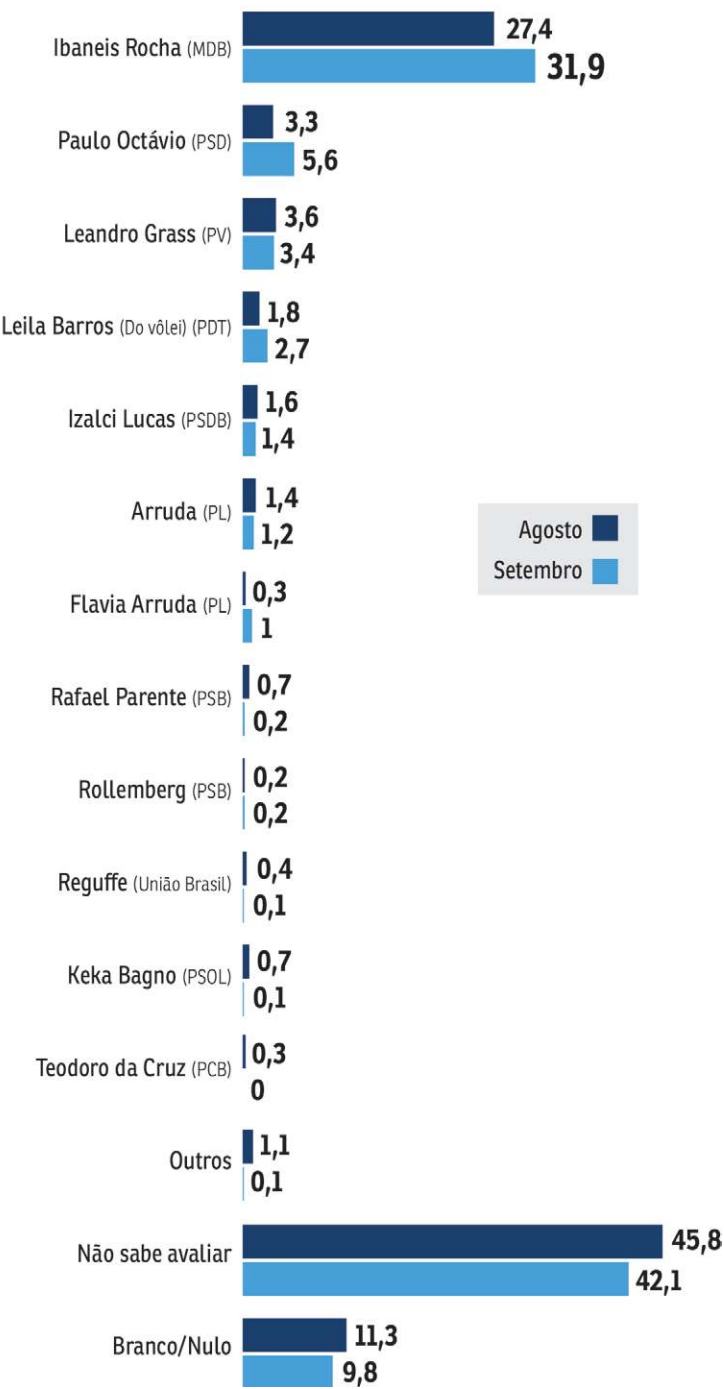 Ibaneis Rocha (MDB)
27,4
31,9
Paulo Octávio (PSD)
3,3
5,6
Leandro Grass (PV)
3,6
3,4
Leila Barros (Do vôlei) (PDT)
1,8
2,7
Izalci Lucas (PSDB)
1,6
1,4
Arruda (PL)
1,4
1,2
Agosto
Setembro
Flavia Arruda (PL)
0,3
1
Rafael Parente (PSB)
0,7
0,2
Rollemberg (PSB)
0,2
0,2
Reguffe (União Brasil)
0,4
0,1
Keka Bagno (PSOL)
0,7
0,1
Teodoro da Cruz (PCB)
0,3
0
Outros
1,1
0,1
Não sabe avaliar
45,8
42,1
Branco/Nulo
11,3
9,8